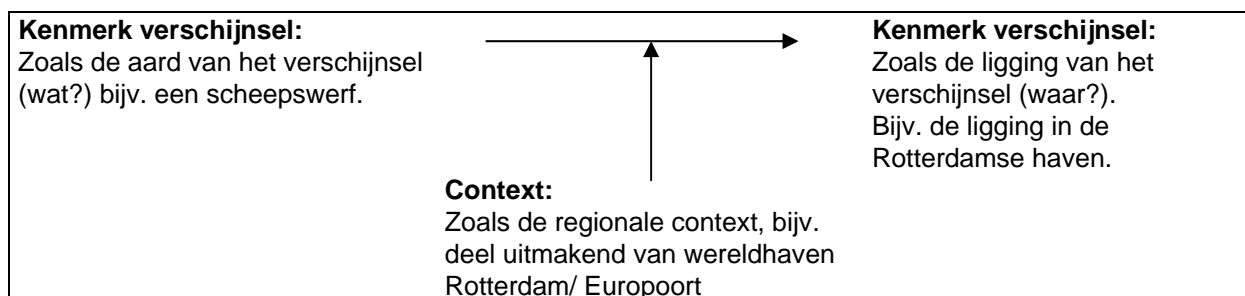 Kenmerk verschijnsel:
Zoals de aard van het verschijnsel
(wat?) bijv. een scheepswerf.
Kenmerk verschijnsel:
Zoals de ligging van het
verschijnsel (waar?).
Bijv. de ligging in de
Rotterdamse haven.
Context:
Zoals de regionale context, bijv.
deel uitmakend van wereldhaven
Rotterdam/ Europoort